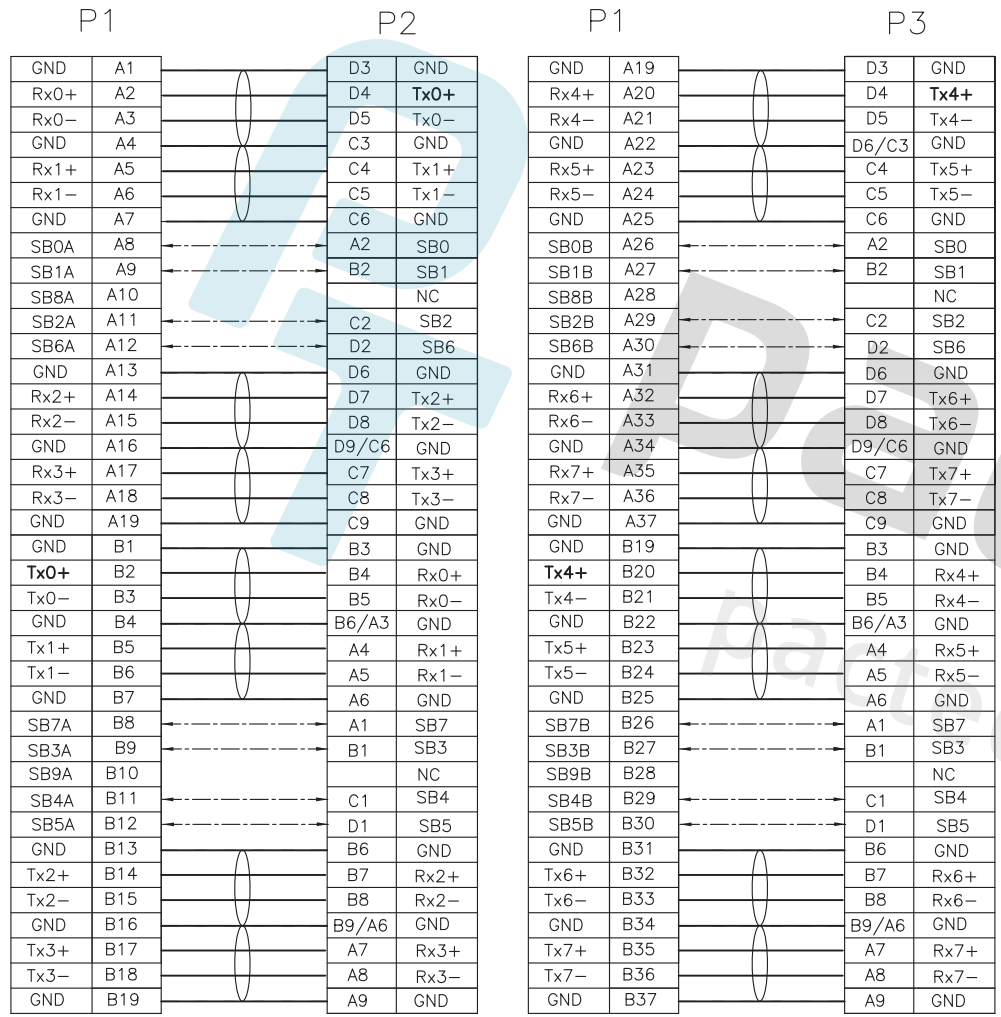 P1 P2 P1 P3
GND A1 D3 GND GND A19 D3 GND
Rx0+ A2 D4 Tx0+ Rx4+ A20 D4 Tx4+
Rx0- A3 D5 Tx0- Rx4- A21 D5 Tx4-
GND A4 C3 GND GND A22 D6/C3 GND
Rx1+ A5 C4 Tx1+ Rx5+ A23 C4 Tx5+
Rx1- A6 C5 Tx1- Rx5- A24 C5 Tx5-
GND A7 C6 GND GND A25 C6 GND
SB0A A8 A2 SB0 SB0B A26 A2 SB0
SB1A A9 B2 SB1 SB1B A27 B2 SB1
SB8A A10 NC SB8B A28 NC
SB2A A11 C2 SB2 SB2B A29 C2 SB2
SB6A A12 D2 SB6 SB6B A30 D2 SB6
GND A13 D6 GND GND A31 D6 GND
Rx2+ A14 D7 Tx2+ Rx6+ A32 D7 Tx6+
Rx2- A15 D8 Tx2- Rx6- A33 D8 Tx6-
GND A16 D9/C6 GND GND A34 D9/C6 GND
Rx3+ A17 C7 Tx3+ Rx7+ A35 C7 Tx7+
Rx3- A18 C8 Tx3- Rx7- A36 C8 Tx7-
GND A19 C9 GND GND A37 C9 GND
GND B1 B3 GND GND B19 B3 GND
Tx0+ B2 B4 Rx0+ Tx4+ B20 B4 Rx4+
Tx0- B3 B5 Rx0- Tx4- B21 B5 Rx4-
GND B4 B6/A3 GND GND B22 B6/A3 GND
Tx1+ B5 A4 Rx1+ Tx5+ B23 A4 Rx5+
Tx1- B6 A5 Rx1- Tx5- B24 A5 Rx5-
GND B7 A6 GND GND B25 A6 GND
SB7A B8 A1 SB7 SB7B B26 A1 SB7
SB3A B9 B1 SB3 SB3B B27 B1 SB3
SB9A B10 NC SB9B B28 NC
SB4A B11 C1 SB4 SB4B B29 C1 SB4
SB5A B12 D1 SB5 SB5B B30 D1 SB5
GND B13 B6 GND GND B31 B6 GND
Tx2+ B14 B7 Rx2+ Tx6+ B32 B7 Rx6+
Tx2- B15 B8 Rx2- Tx6- B33 B8 Rx6-
GND B16 B9/A6 GND GND B34 B9/A6 GND
Tx3+ B17 A7 Rx3+ Tx7+ B35 A7 Rx7+
Tx3- B18 A8 Rx3- Tx7- B36 A8 Rx7-
GND B19 A9 GND GND B37 A9 GND